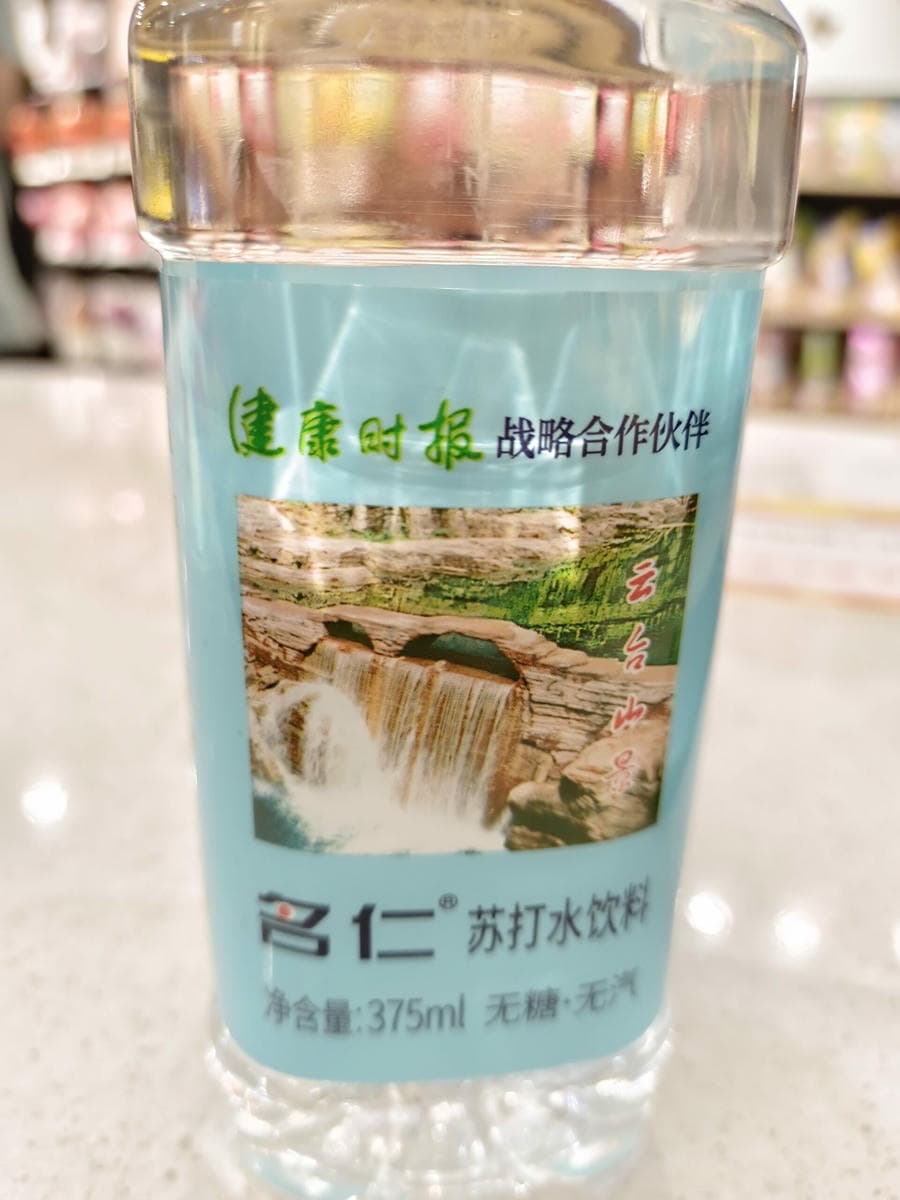 健康时报 战略合作伙伴
云台山景
名仁® 苏打水饮料
净含量:375ml 无糖·无汽